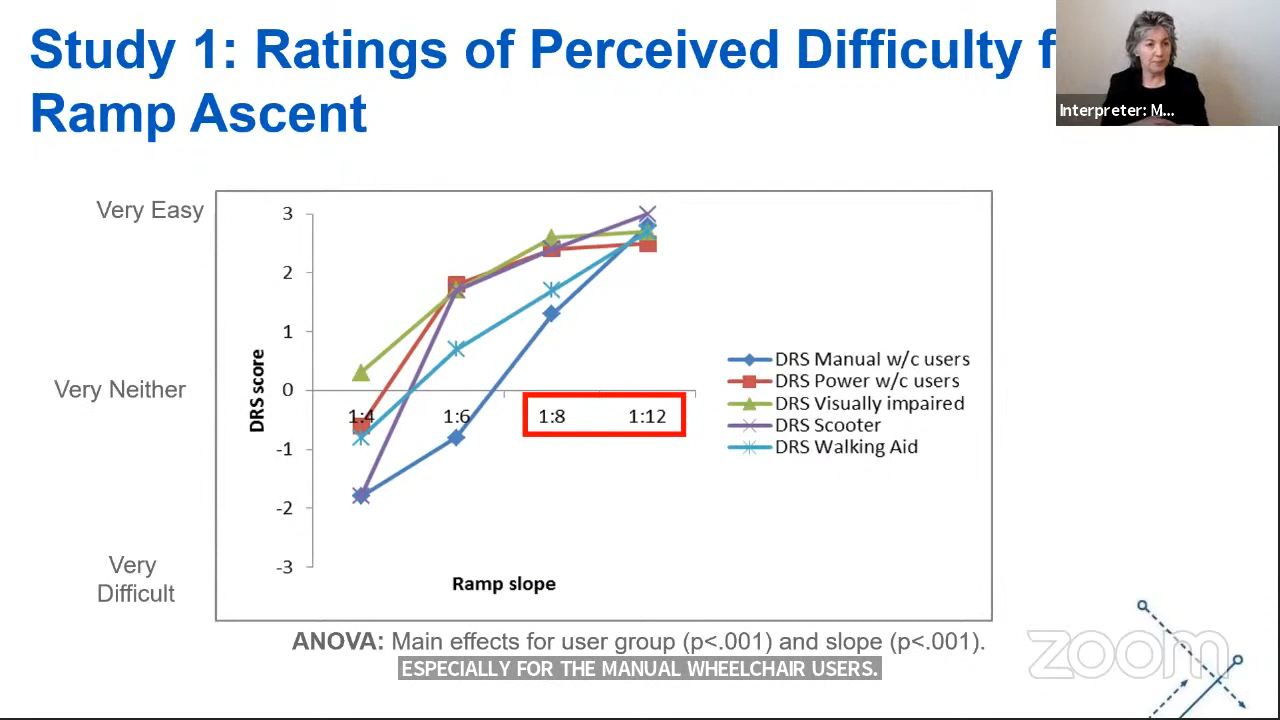 Study 1: Ratings of Perceived Difficulty f
Ramp Ascent
Interpreter: M...
Very Easy
Very Neither
Very
Difficult
3
2
1
0
-1
-2
-3
DRS score
1:4
1:6
1:8
1:12
Ramp slope
DRS Manual w/c users
DRS Power w/c users
DRS Visually impaired
DRS Scooter
DRS Walking Aid
ANOVA: Main effects for user group (p<.001) and slope (p<.001).
ESPECIALLY FOR THE MANUAL WHEELCHAIR USERS.
zoom